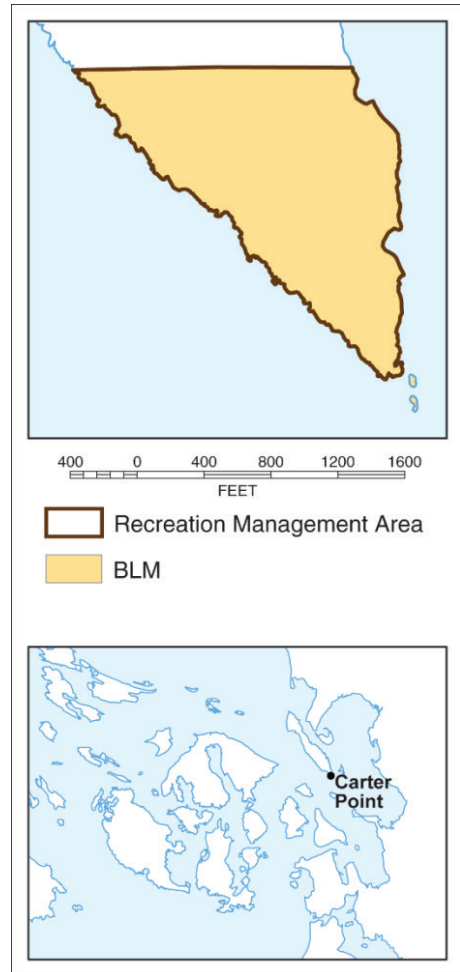 400 0 400 800 1200 1600
FEET
Recreation Management Area
BLM
Carter
Point